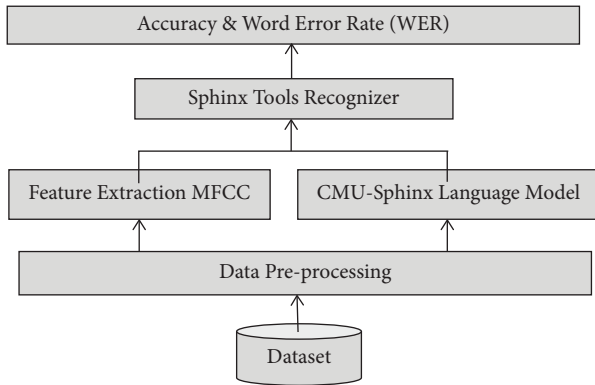 Accuracy & Word Error Rate (WER)
Sphinx Tools Recognizer
Feature Extraction MFCC
CMU-Sphinx Language Model
Data Pre-processing
Dataset